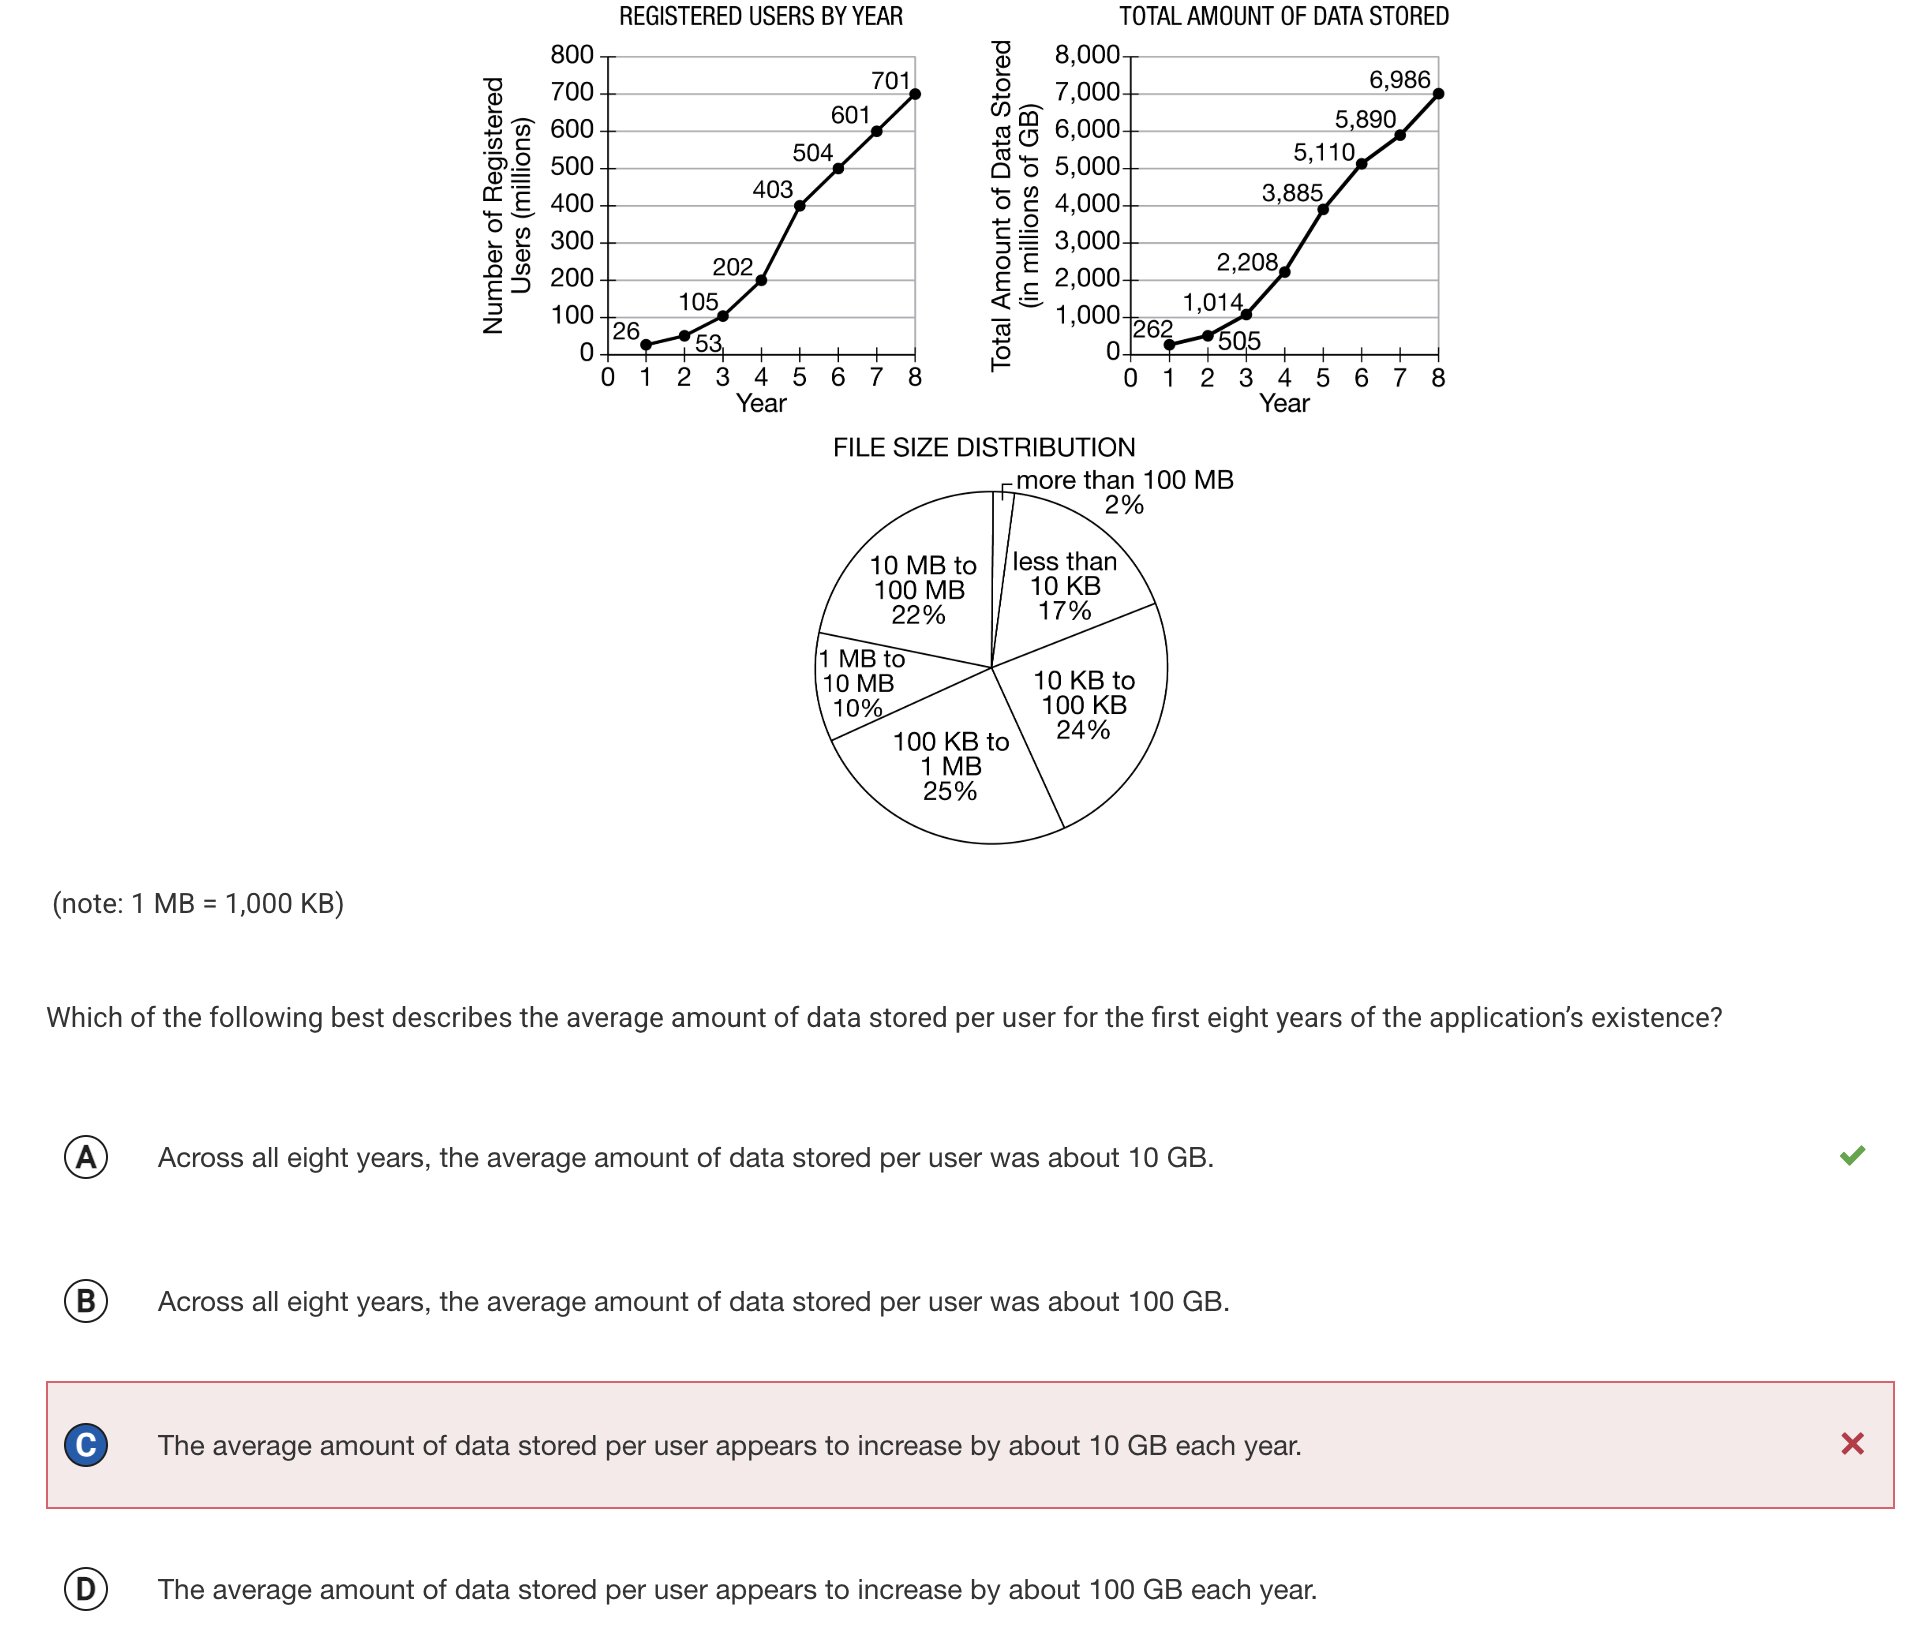 REGISTERED USERS BY YEAR
Number of Registered
Users (millions)
800
700
600
500
400
300
200
100
0
26
53
105
202
403
504
601
701
0 1 2 3 4 5 6 7 8
Year
TOTAL AMOUNT OF DATA STORED
Total Amount of Data Stored
(in millions of GB)
8,000
7,000
6,000
5,000
4,000
3,000
2,000
1,000
0
262
505
1,014
2,208
3,885
5,110
5,890
6,986
0 1 2 3 4 5 6 7 8
Year
FILE SIZE DISTRIBUTION
more than 100 MB
2%
less than
10 KB
17%
10 KB to
100 KB
24%
100 KB to
1 MB
25%
1 MB to
10 MB
10%
10 MB to
100 MB
22%
(note: 1 MB = 1,000 KB)
Which of the following best describes the average amount of data stored per user for the first eight years of the application’s existence?
A Across all eight years, the average amount of data stored per user was about 10 GB.
B Across all eight years, the average amount of data stored per user was about 100 GB.
C The average amount of data stored per user appears to increase by about 10 GB each year.
D The average amount of data stored per user appears to increase by about 100 GB each year.